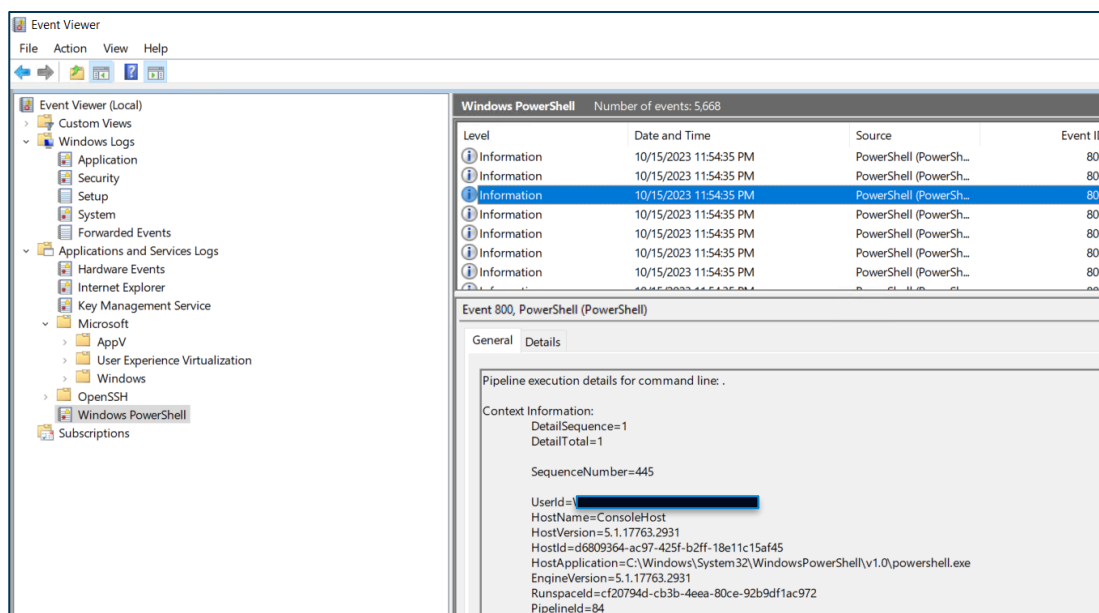 Event Viewer
File Action View Help
Event Viewer (Local)
Custom Views
Windows Logs
Application
Security
Setup
System
Forwarded Events
Applications and Services Logs
Hardware Events
Internet Explorer
Key Management Service
Microsoft
AppV
User Experience Virtualization
Windows
OpenSSH
Windows PowerShell
Subscriptions
Windows PowerShell Number of events: 5,668
Level Date and Time Source Event ID
Information 10/15/2023 11:54:35 PM PowerShell (PowerSh... 80
Information 10/15/2023 11:54:35 PM PowerShell (PowerSh... 80
Information 10/15/2023 11:54:35 PM PowerShell (PowerSh... 80
Information 10/15/2023 11:54:35 PM PowerShell (PowerSh... 80
Information 10/15/2023 11:54:35 PM PowerShell (PowerSh... 80
Information 10/15/2023 11:54:35 PM PowerShell (PowerSh... 80
Information 10/15/2023 11:54:35 PM PowerShell (PowerSh... 80
Event 800, PowerShell (PowerShell)
General Details
Pipeline execution details for command line: .
Context Information:
DetailSequence=1
DetailTotal=1
SequenceNumber=445
UserId=\
HostName=ConsoleHost
HostVersion=5.1.17763.2931
HostId=d6809364-ac97-425f-b2ff-18e11c15af45
HostApplication=C:\Windows\System32\WindowsPowerShell\v1.0\powershell.exe
EngineVersion=5.1.17763.2931
RunspaceId=cf20794d-cb3b-4eea-80ce-92b9df1ac972
PipelineId=84